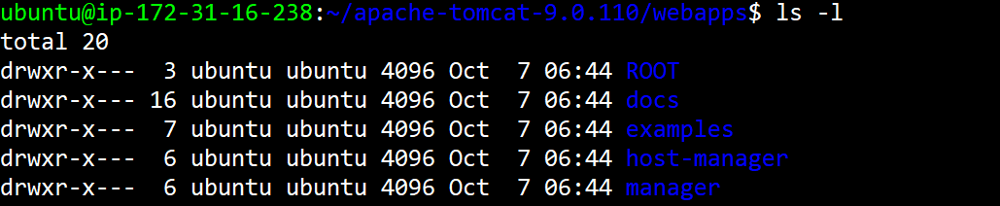 ubuntu@ip-172-31-16-238:~/apache-tomcat-9.0.110/webapps$ ls -l
total 20
drwxr-x---  3 ubuntu ubuntu 4096 Oct  7 06:44 ROOT
drwxr-x--- 16 ubuntu ubuntu 4096 Oct  7 06:44 docs
drwxr-x---  7 ubuntu ubuntu 4096 Oct  7 06:44 examples
drwxr-x---  6 ubuntu ubuntu 4096 Oct  7 06:44 host-manager
drwxr-x---  6 ubuntu ubuntu 4096 Oct  7 06:44 manager